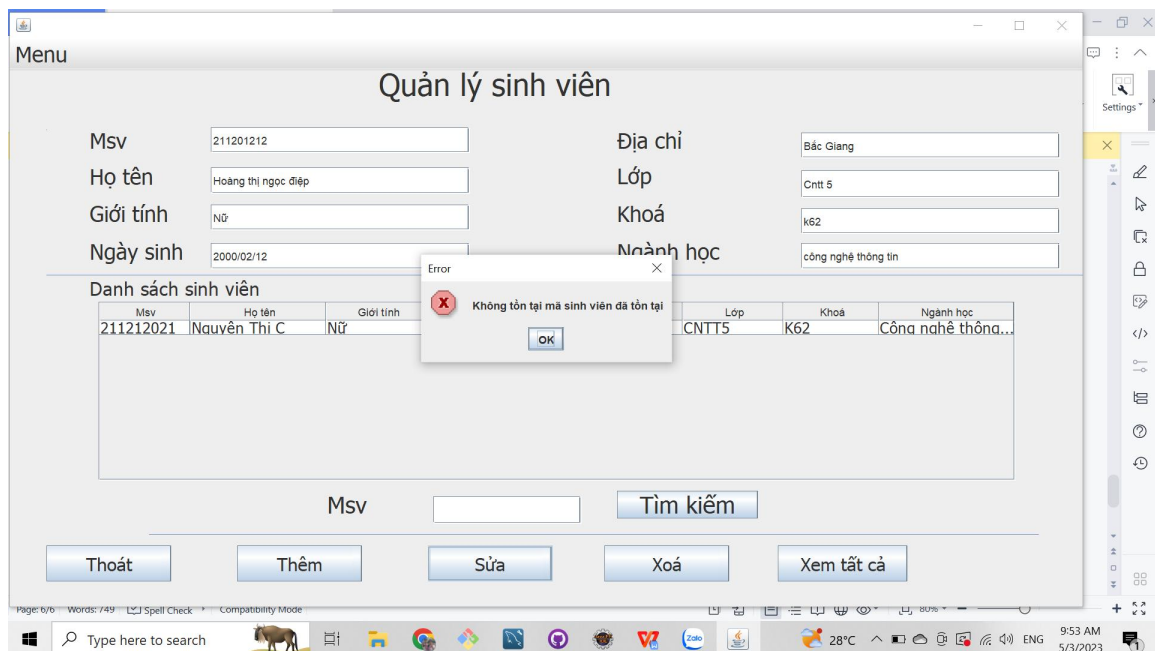 Menu
Quản lý sinh viên
Settings
Msv
211201212
Địa chỉ
Bắc Giang
Họ tên
Hoàng thị ngọc điệp
Lớp
Cntt 5
Giới tính
Nữ
Khoá
k62
Ngày sinh
2000/02/12
Ngành học
công nghệ thông tin
Error
Không tồn tại mã sinh viên đã tồn tại
OK
Danh sách sinh viên
Msv Họ tên Giới tính Lớp Khoá Ngành học
211212021 Nguyên Thi C Nữ CNTT5 K62 Công nghê thông...
Msv
Tìm kiếm
Thoát
Thêm
Sửa
Xoá
Xem tất cả
Page: 6/6 Words: 749 Spell Check Compatibility Mode 80%
Type here to search
Zalo
28°C
ENG
9:53 AM
5/3/2023
1